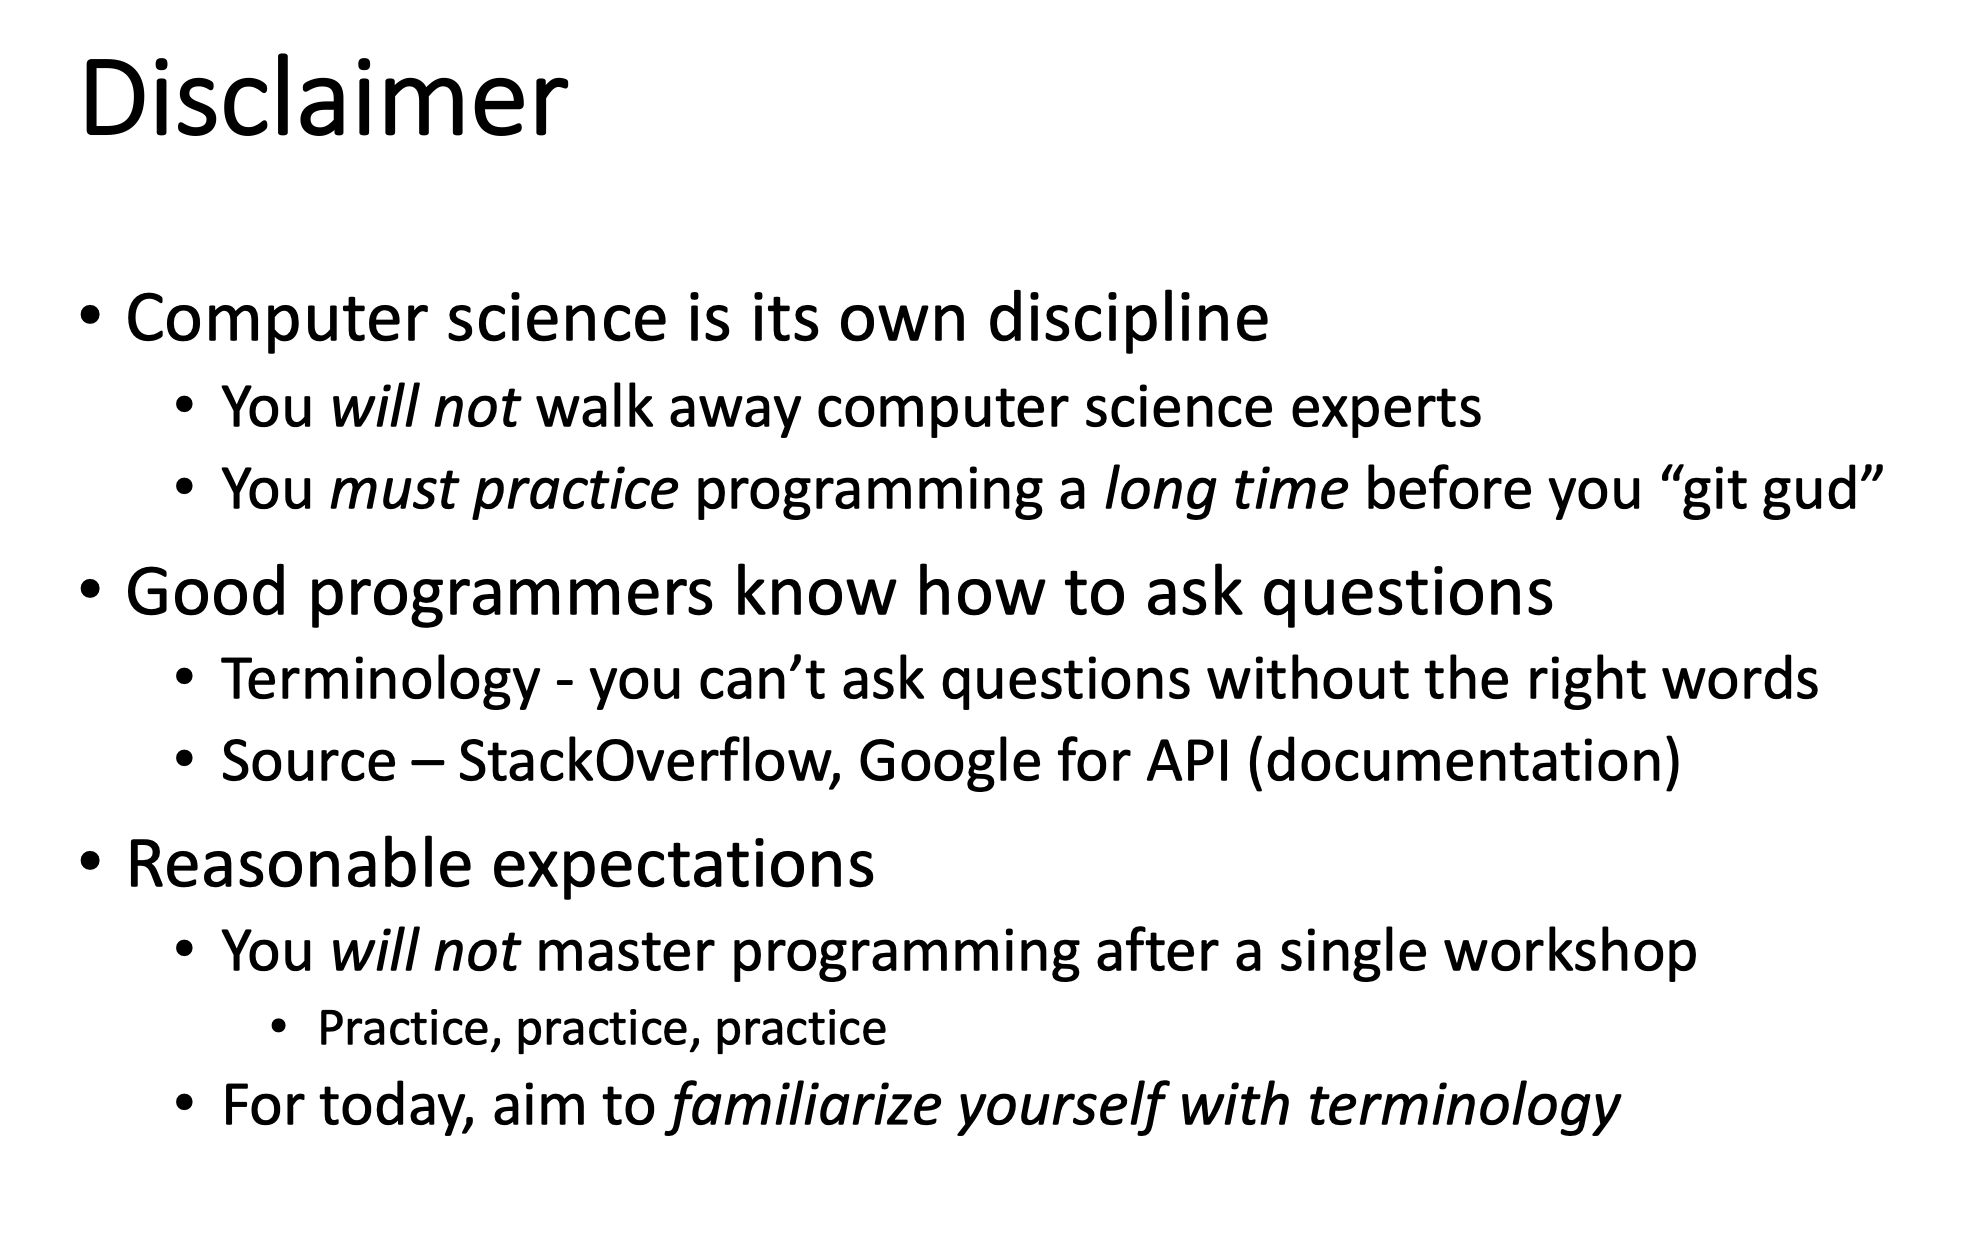 Disclaimer
• Computer science is its own discipline
• You will not walk away computer science experts
• You must practice programming a long time before you “git gud”
• Good programmers know how to ask questions
• Terminology - you can’t ask questions without the right words
• Source – StackOverflow, Google for API (documentation)
• Reasonable expectations
• You will not master programming after a single workshop
• Practice, practice, practice
• For today, aim to familiarize yourself with terminology